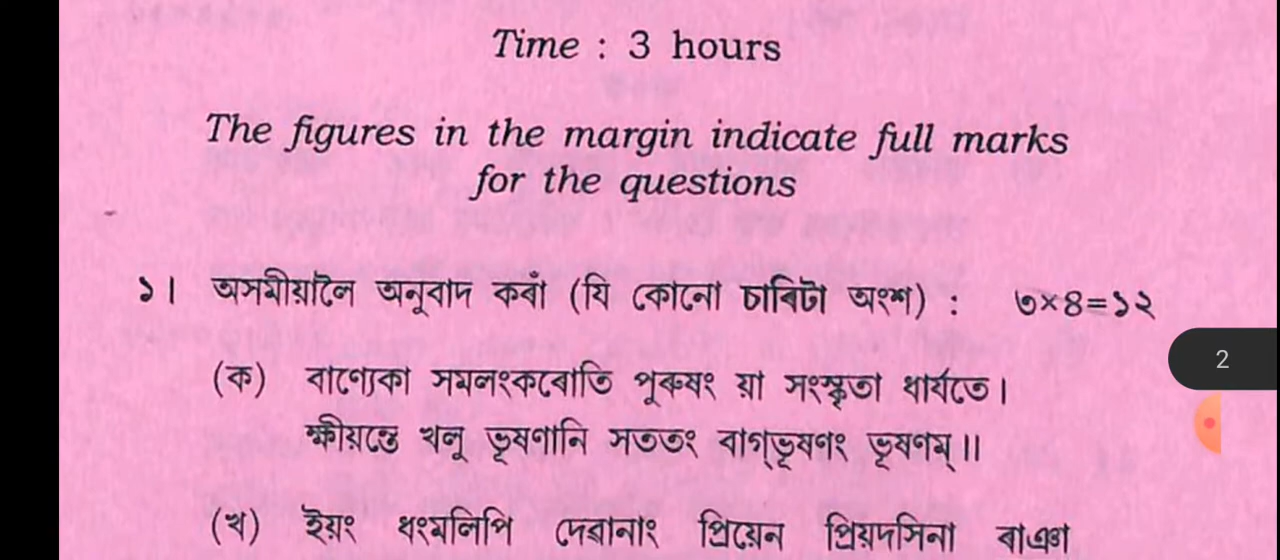 Time : 3 hours
The figures in the margin indicate full marks
for the questions
১। অসমীয়ালৈ অনুবাদ কৰাঁ (যি কোনো চাৰিটা অংশ) : ৩×৪=১২
(ক) বাণ্যেকা সমলংকৰোতি পুৰুষং য়া সংস্কৃতা ধাৰ্যতে।
ক্ষীয়ন্তে খলু ভূষণানি সততং বাগ্‌ভূষণং ভূষণম্॥
2
(খ) ইয়ং ধংমলিপি দেৱানাং প্ৰিয়েন প্ৰিয়দসিনা ৰাঞা